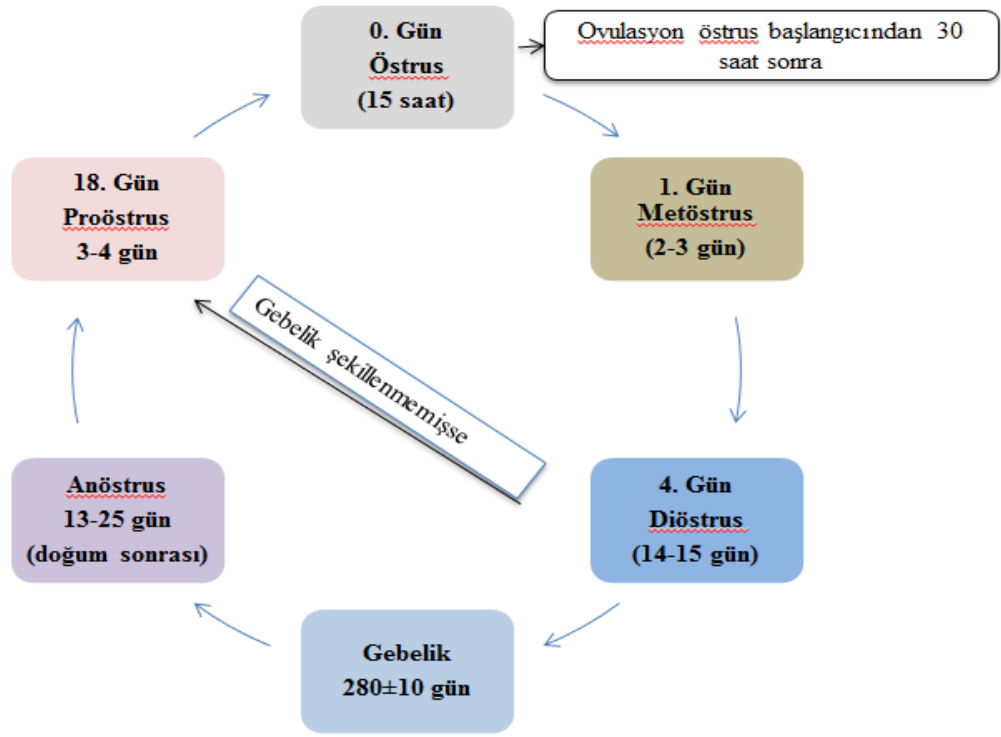 0. Gün
Östrus
(15 saat)
Ovulasyon östrus başlangıcından 30
saat sonra
1. Gün
Metöstrus
(2-3 gün)
4. Gün
Diöstrus
(14-15 gün)
Gebelik
280±10 gün
Anöstrus
13-25 gün
(doğum sonrası)
18. Gün
Proöstrus
3-4 gün
Gebelik şekillenmemişse